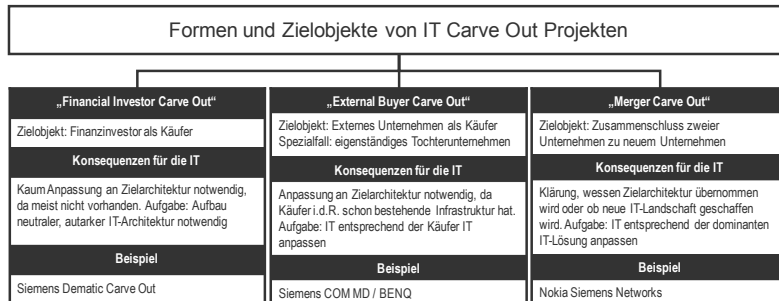 Formen und Zielobjekte von IT Carve Out Projekten
„Financial Investor Carve Out“
Zielobjekt: Finanzinvestor als Käufer
Konsequenzen für die IT
Kaum Anpassung an Zielarchitektur notwendig,
da meist nicht vorhanden. Aufgabe: Aufbau
neutraler, autarker IT-Architektur notwendig
Beispiel
Siemens Dematic Carve Out
„External Buyer Carve Out“
Zielobjekt: Externes Unternehmen als Käufer
Spezialfall: eigenständiges Tochterunternehmen
Konsequenzen für die IT
Anpassung an Zielarchitektur notwendig, da
Käufer i.d.R. schon bestehende Infrastruktur hat.
Aufgabe: IT entsprechend der Käufer IT
anpassen
Beispiel
Siemens COM MD / BENQ
„Merger Carve Out“
Zielobjekt: Zusammenschluss zweier
Unternehmen zu neuem Unternehmen
Konsequenzen für die IT
Klärung, wessen Zielarchitektur übernommen
wird oder ob neue IT-Landschaft geschaffen
wird. Aufgabe: IT entsprechend der dominanten
IT-Lösung anpassen
Beispiel
Nokia Siemens Networks